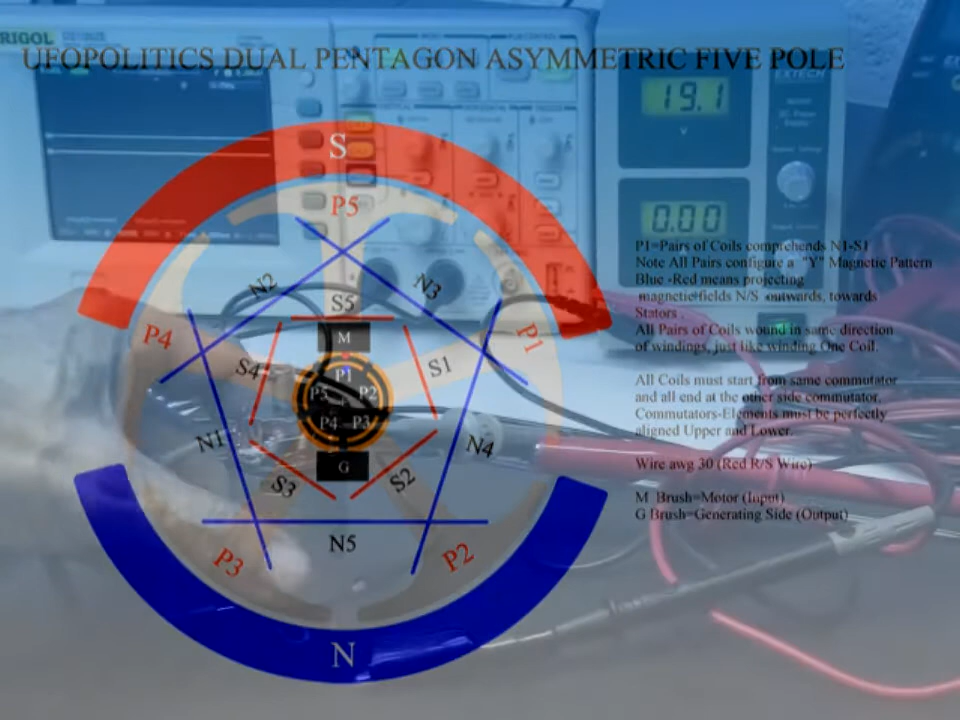 RIGOL
UFOPOLITICS DUAL PENTAGON ASYMMETRIC FIVE POLE
EXTECH
19.1
V
0.00
S
P5
P1=Pairs of Coils comprehends N1-S1
Note All Pairs configure a "Y" Magnetic Pattern
Blue -Red means projecting
magnetic fields N/S outwards, towards
Stators .
All Pairs of Coils wound in same direction
of windings, just like winding One Coil.
All Coils must start from same commutator
and all end at the other side commutator.
Commutators-Elements must be perfectly
aligned Upper and Lower.
Wire awg 30 (Red R/S Wire)
M Brush=Motor (Input)
G Brush=Generating Side (Output)
N2
N3
S5
P4
M
P1
S4
S1
P1
P5
P2
P4
P3
N1
N4
G
S3
S2
N5
P3
P2
N